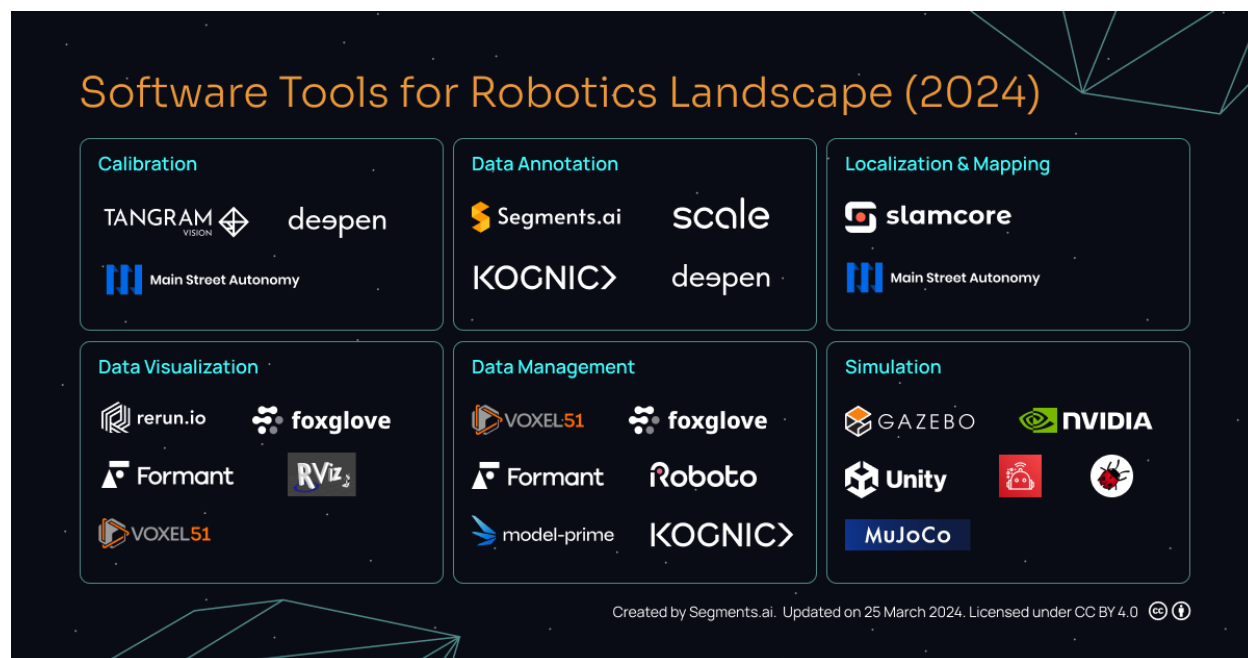 Software Tools for Robotics Landscape (2024)
Calibration
TANGRAM VISION
deepen
Main Street Autonomy
Data Annotation
Segments.ai
scale
KOGNIC
deepen
Localization & Mapping
slamcore
Main Street Autonomy
Data Visualization
rerun.io
foxglove
Formant
RViz
VOXEL51
Data Management
VOXEL51
foxglove
Formant
Roboto
model-prime
KOGNIC
Simulation
GAZEBO
NVIDIA
Unity
MuJoCo
Created by Segments.ai. Updated on 25 March 2024. Licensed under CC BY 4.0 cc